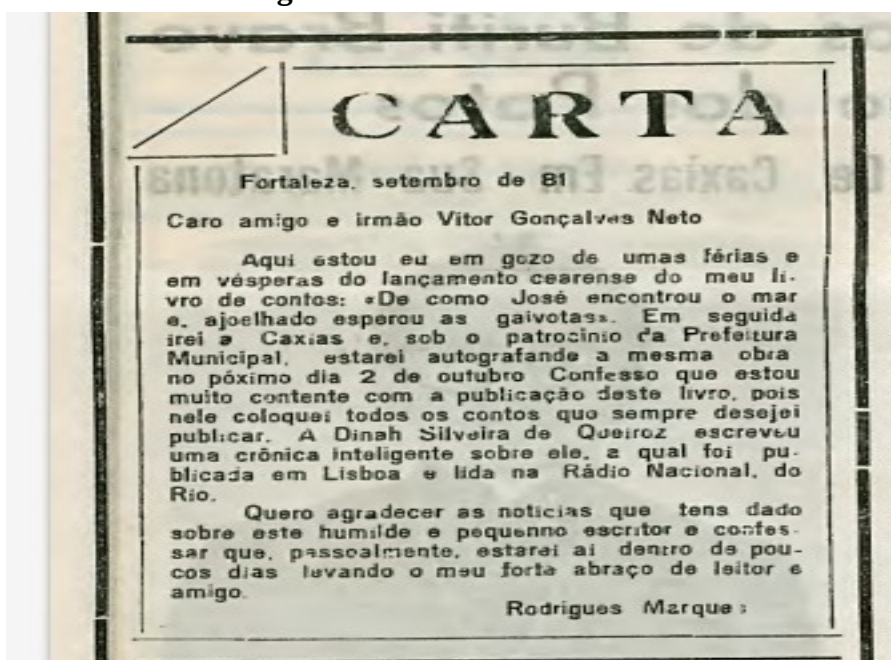 CARTA
Fortaleza, setembro de 81
Caro amigo e irmão Vitor Gonçalves Neto
Aqui estou eu em gozo de umas férias e
em vésperas do lançamento cearense do meu li-
vro de contos: «De como José encontrou o mar
e, ajoelhado esperou as gaivotas». Em seguida
irei a Caxias e, sob o patrocinio da Prefeitura
Municipal, estarei autografando a mesma obra
no póximo dia 2 de outubro Confesso que estou
muito contente com a publicação deste livro, pois
nele coloquei todos os contos que sempre desejei
publicar. A Dinah Silveira de Queiroz escreveu
uma crônica inteligente sobre ele, a qual foi pu-
blicada em Lisboa e lida na Rádio Nacional, do
Rio.
Quero agradecer as noticias que tens dado
sobre este humilde e pequenno escritor e confes-
sar que, passoalmente, estarei ai dentro de pou-
cos dias levando o meu forta abraço de leitor e
amigo.
Rodrigues Marques